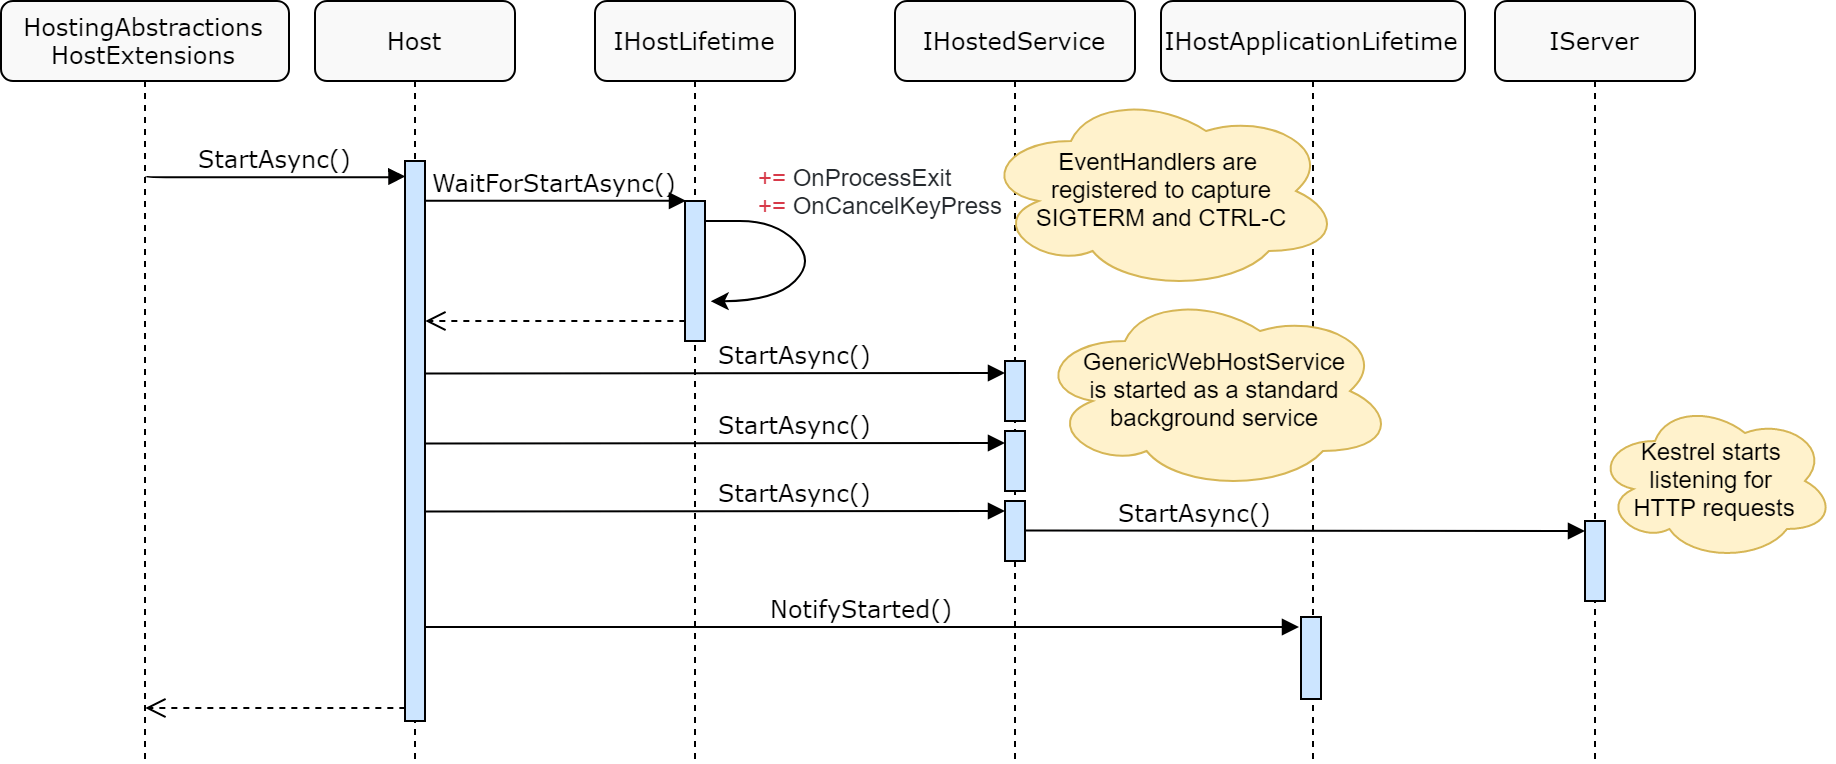 HostingAbstractions
HostExtensions
Host
IHostLifetime
IHostedService
IHostApplicationLifetime
IServer
StartAsync()
WaitForStartAsync()
+= OnProcessExit
+= OnCancelKeyPress
EventHandlers are
registered to capture
SIGTERM and CTRL-C
StartAsync()
GenericWebHostService
is started as a standard
background service
StartAsync()
StartAsync()
StartAsync()
Kestrel starts
listening for
HTTP requests
NotifyStarted()